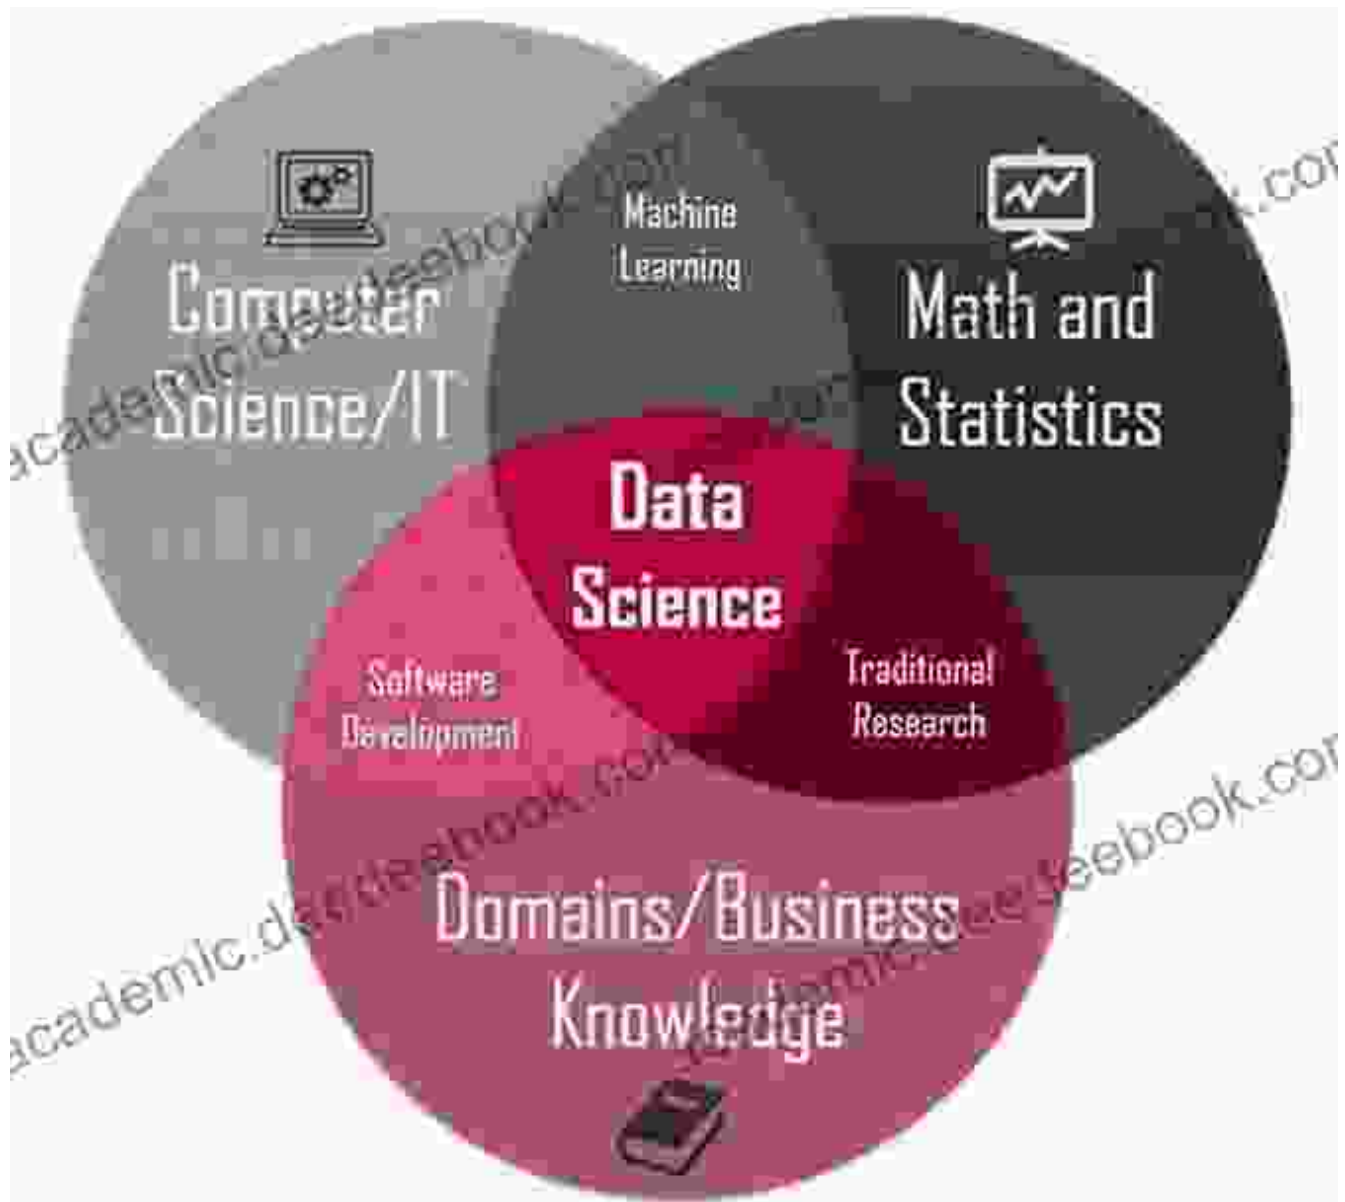 Machine
Learning
Computer
Science/IT
Math and
Statistics
Data
Science
Software
Development
Traditional
Research
Domains/Business
Knowledge